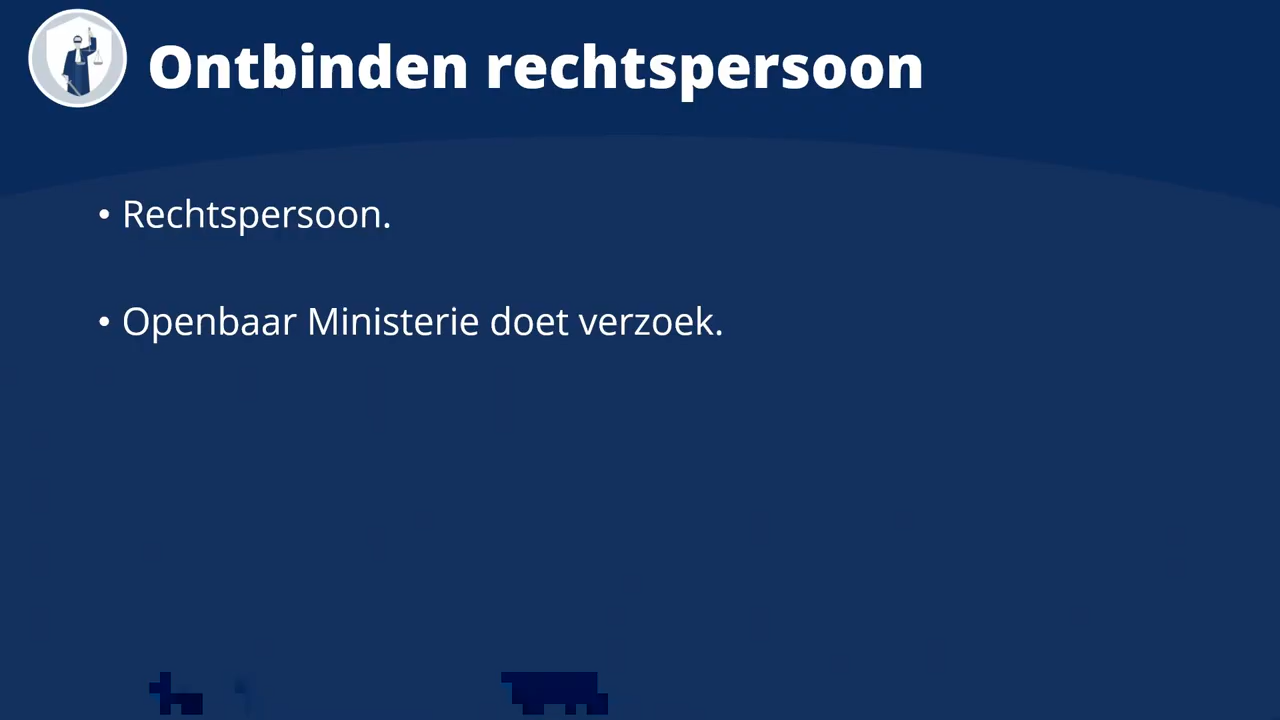 Ontbinden rechtspersoon
• Rechtspersoon.
• Openbaar Ministerie doet verzoek.